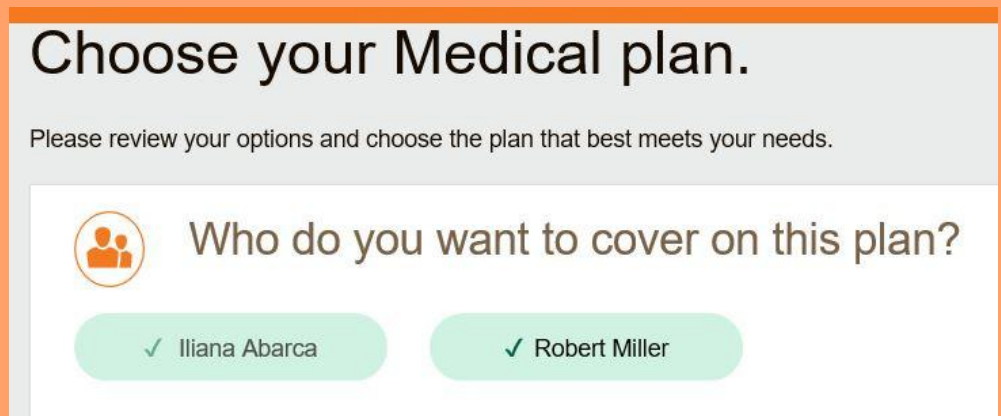 Choose your Medical plan.
Please review your options and choose the plan that best meets your needs.
Who do you want to cover on this plan?
✓ Iliana Abarca ✓ Robert Miller